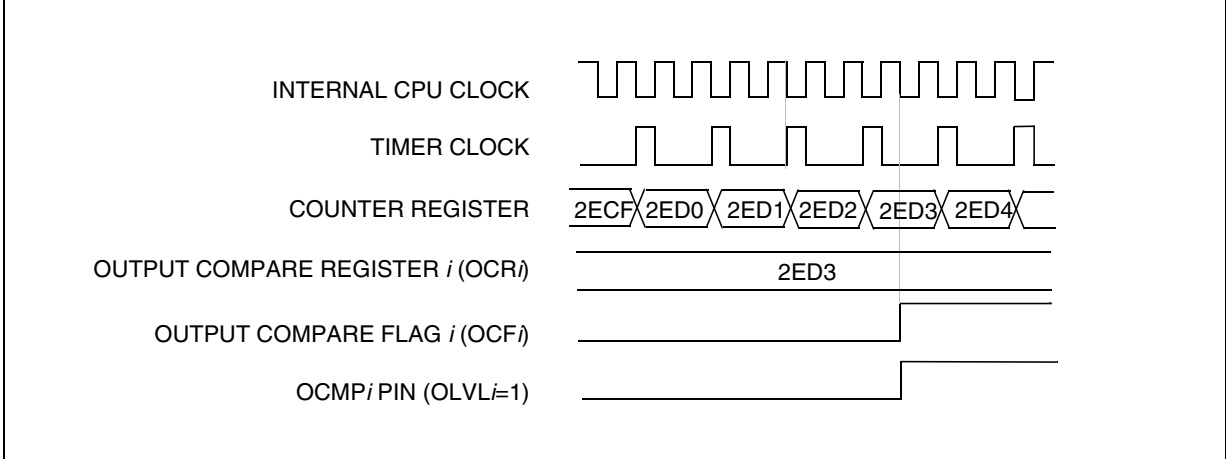 INTERNAL CPU CLOCK
TIMER CLOCK
COUNTER REGISTER 2ECF 2ED0 2ED1 2ED2 2ED3 2ED4
OUTPUT COMPARE REGISTER i (OCRi) 2ED3
OUTPUT COMPARE FLAG i (OCFi)
OCMPi PIN (OLVLi=1)